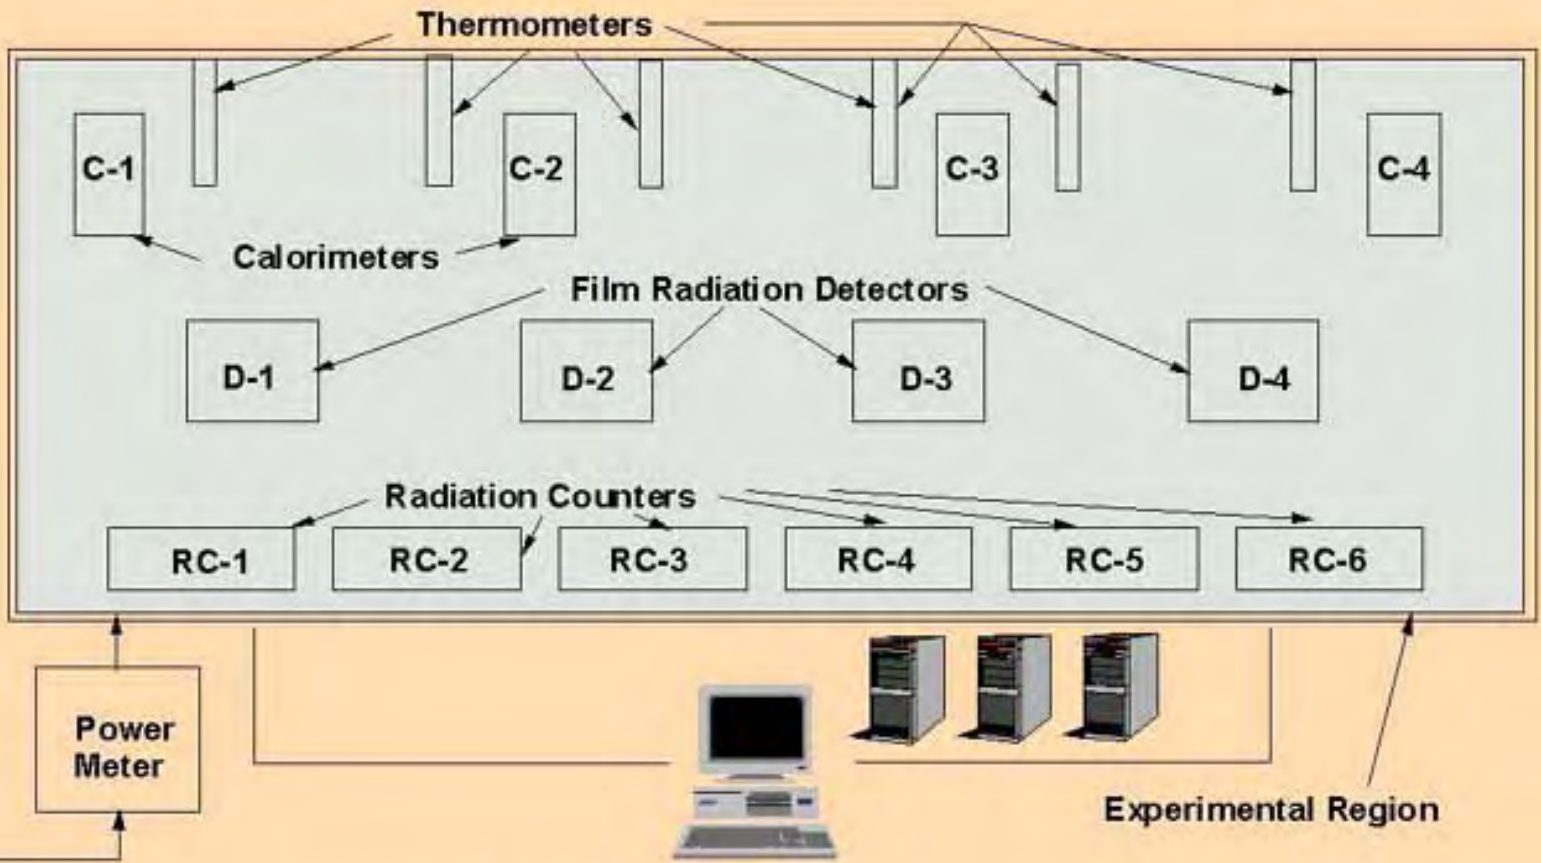 Thermometers
C-1
C-2
C-3
C-4
Calorimeters
Film Radiation Detectors
D-1
D-2
D-3
D-4
Radiation Counters
RC-1
RC-2
RC-3
RC-4
RC-5
RC-6
Power
Meter
Experimental Region